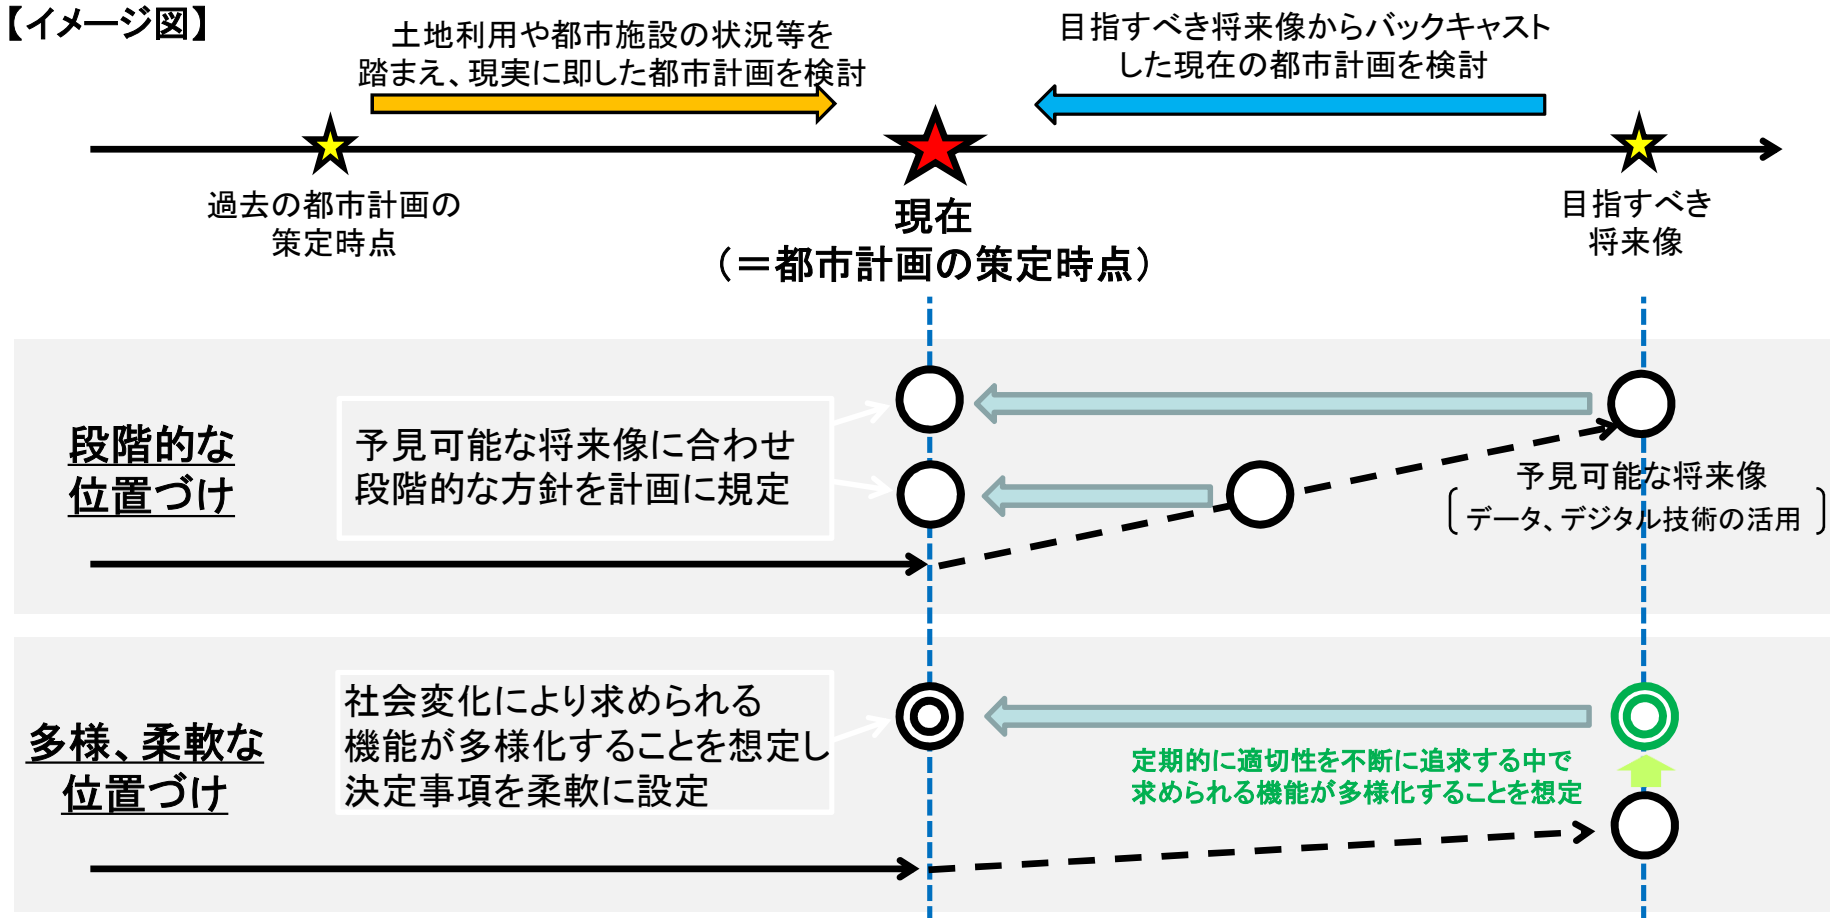 【イメージ図】
土地利用や都市施設の状況等を
踏まえ、現実に即した都市計画を検討
目指すべき将来像からバックキャスト
した現在の都市計画を検討
過去の都市計画の
策定時点
現在
（＝都市計画の策定時点）
目指すべき
将来像
段階的な
位置づけ
予見可能な将来像に合わせ
段階的な方針を計画に規定
予見可能な将来像
データ、デジタル技術の活用
多様、柔軟な
位置づけ
社会変化により求められる
機能が多様化することを想定し
決定事項を柔軟に設定
定期的に適切性を不断に追求する中で
求められる機能が多様化することを想定